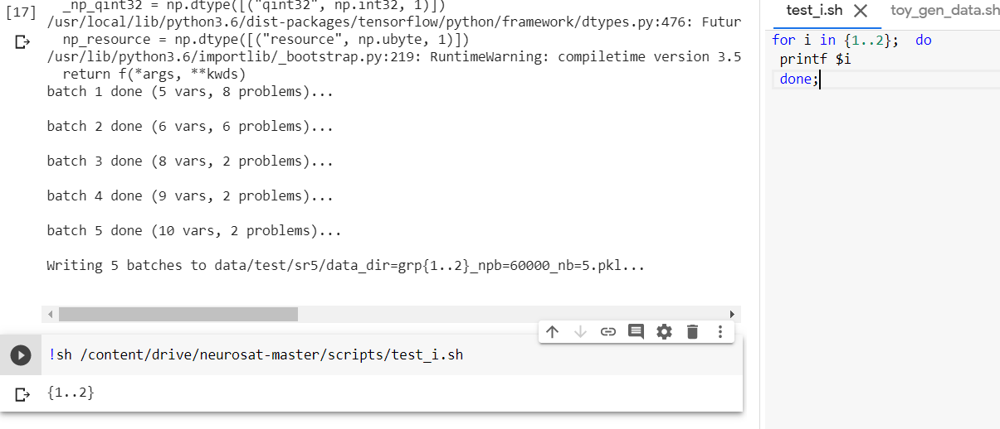 [17]
_np_qint32 = np.dtype([("qint32", np.int32, 1)])
/usr/local/lib/python3.6/dist-packages/tensorflow/python/framework/dtypes.py:476: Futur
np_resource = np.dtype([("resource", np.ubyte, 1)])
/usr/lib/python3.6/importlib/_bootstrap.py:219: RuntimeWarning: compiletime version 3.5
return f(*args, **kwds)
batch 1 done (5 vars, 8 problems)...
batch 2 done (6 vars, 6 problems)...
batch 3 done (8 vars, 2 problems)...
batch 4 done (9 vars, 2 problems)...
batch 5 done (10 vars, 2 problems)...
Writing 5 batches to data/test/sr5/data_dir=grp{1..2}_npb=60000_nb=5.pkl...
!sh /content/drive/neurosat-master/scripts/test_i.sh
{1..2}
test_i.sh toy_gen_data.sh
for i in {1..2}; do
printf $i
done;